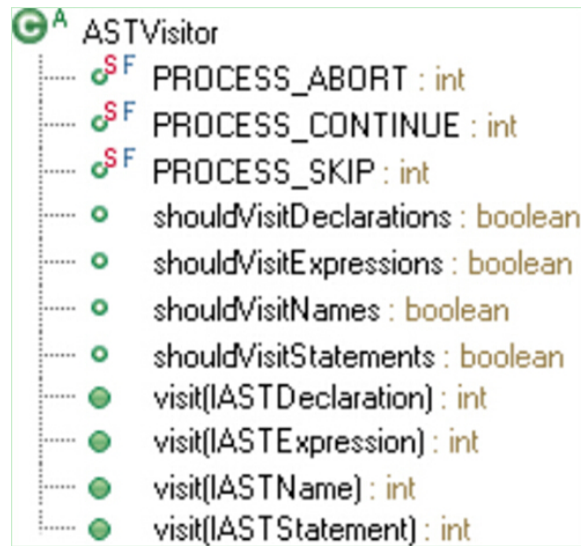 C A ASTVisitor
S F PROCESS_ABORT : int
S F PROCESS_CONTINUE : int
S F PROCESS_SKIP : int
shouldVisitDeclarations : boolean
shouldVisitExpressions : boolean
shouldVisitNames : boolean
shouldVisitStatements : boolean
visit(IASTDeclaration) : int
visit(IASTExpression) : int
visit(IASTName) : int
visit(IASTStatement) : int